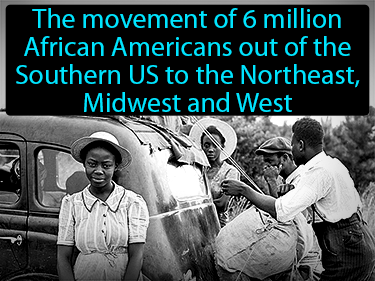 The movement of 6 million
African Americans out of the
Southern US to the Northeast,
Midwest and West